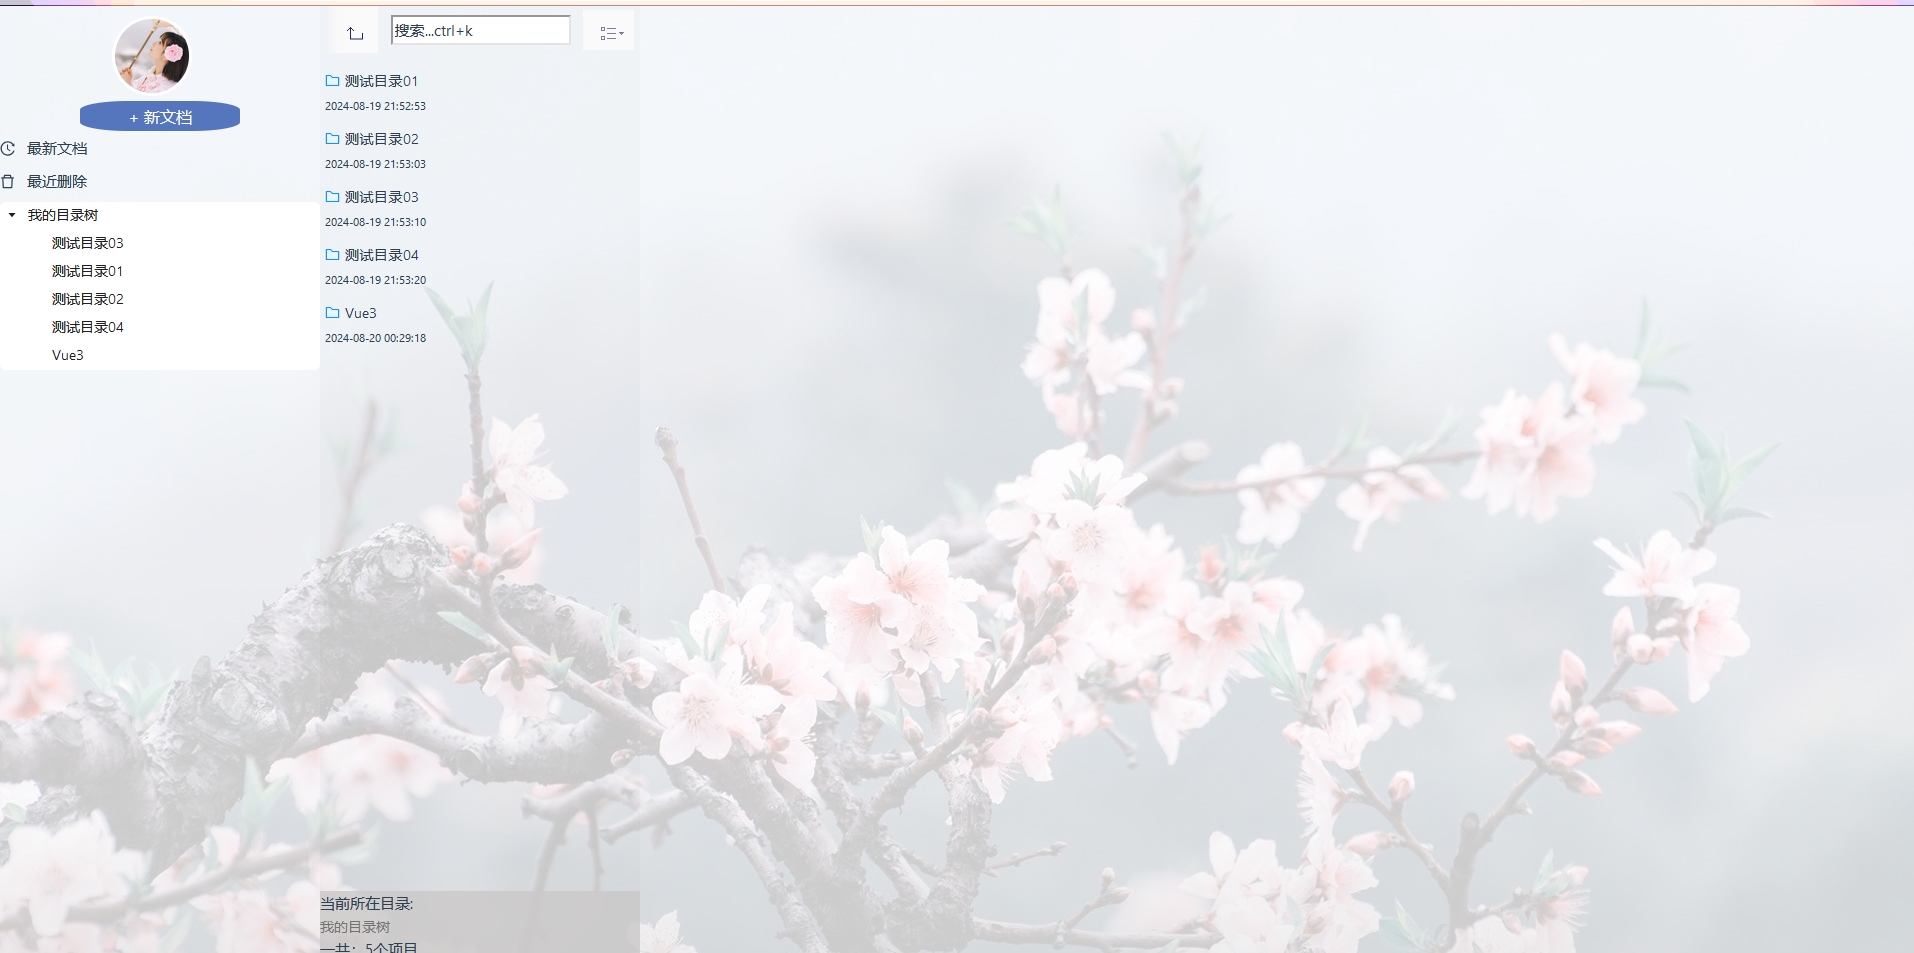 + 新文档
最新文档
最近删除
我的目录树
测试目录03
测试目录01
测试目录02
测试目录04
Vue3
搜索...ctrl+k
测试目录01
2024-08-19 21:52:53
测试目录02
2024-08-19 21:53:03
测试目录03
2024-08-19 21:53:10
测试目录04
2024-08-19 21:53:20
Vue3
2024-08-20 00:29:18
当前所在目录:
我的目录树
一共：5个项目